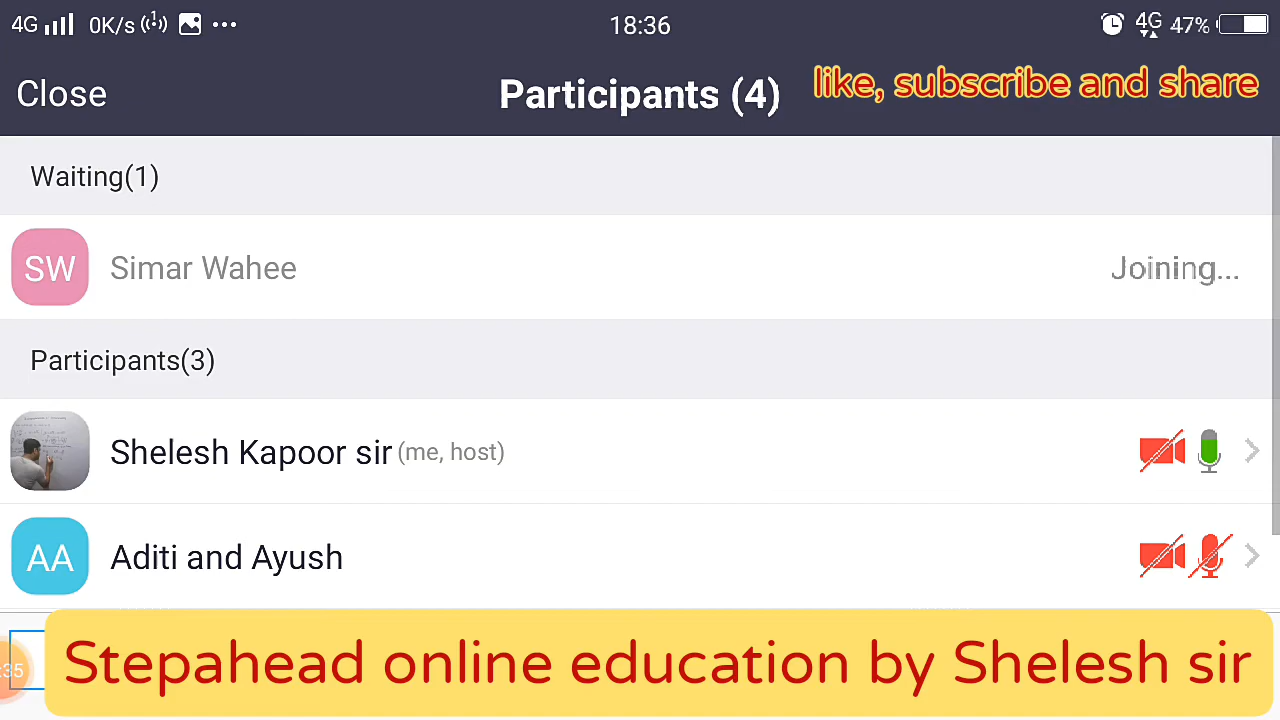 4G 0K/s 18:36 4G 47%
Close Participants (4) like, subscribe and share
Waiting(1)
SW Simar Wahee Joining...
Participants(3)
Shelesh Kapoor sir (me, host)
AA Aditi and Ayush
:35 Stepahead online education by Shelesh sir